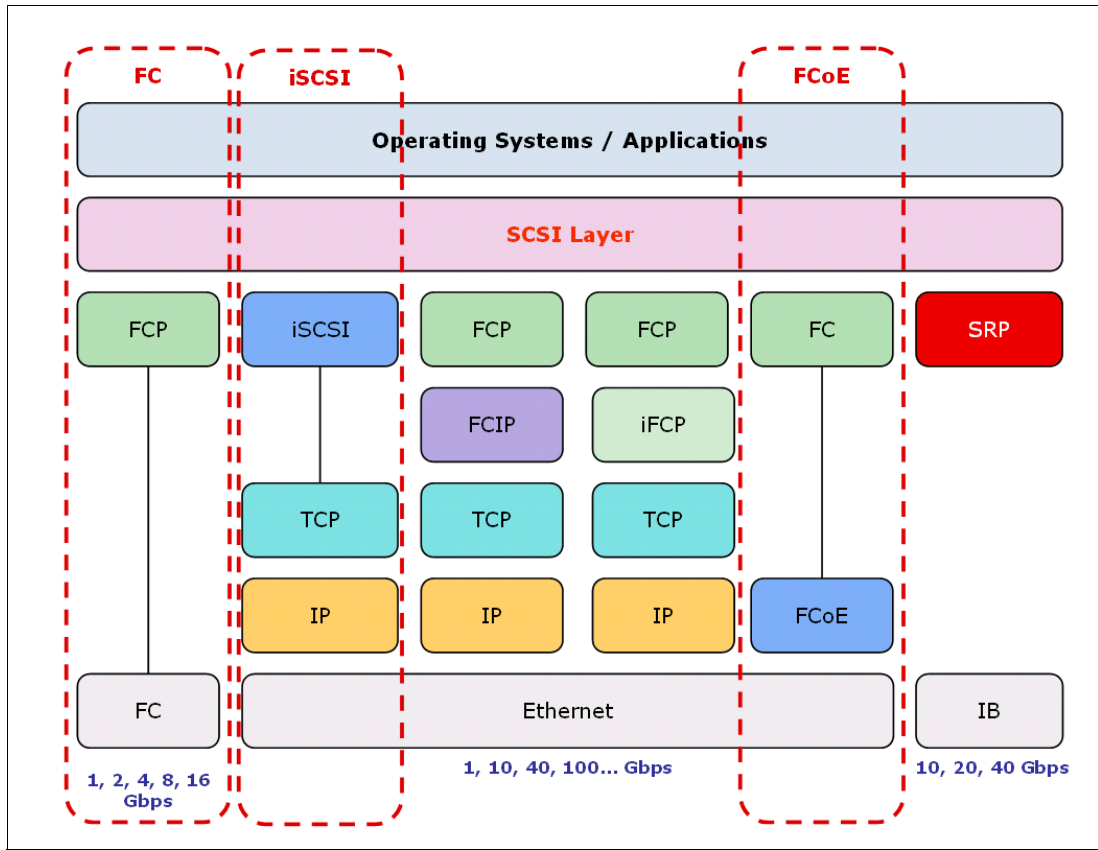 FC
iSCSI
FCoE
Operating Systems / Applications
SCSI Layer
FCP
iSCSI
FCP
FCP
FC
SRP
FCIP
iFCP
TCP
TCP
TCP
IP
IP
IP
FCoE
FC
Ethernet
IB
1, 2, 4, 8, 16
Gbps
1, 10, 40, 100... Gbps
10, 20, 40 Gbps